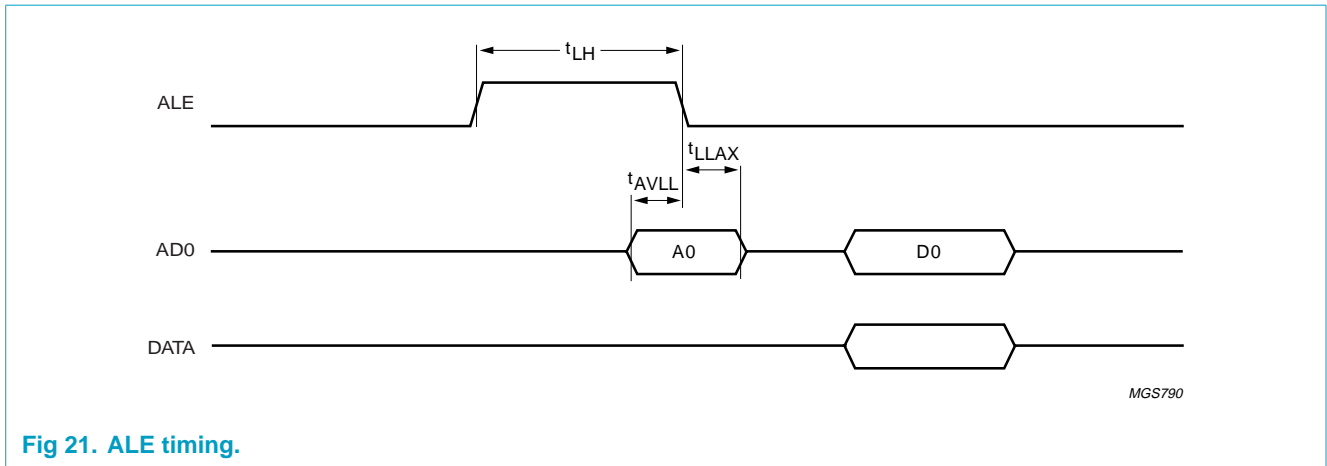 tLH
ALE
tLLAX
tAVLL
AD0
A0
D0
DATA
MGS790
Fig 21. ALE timing.